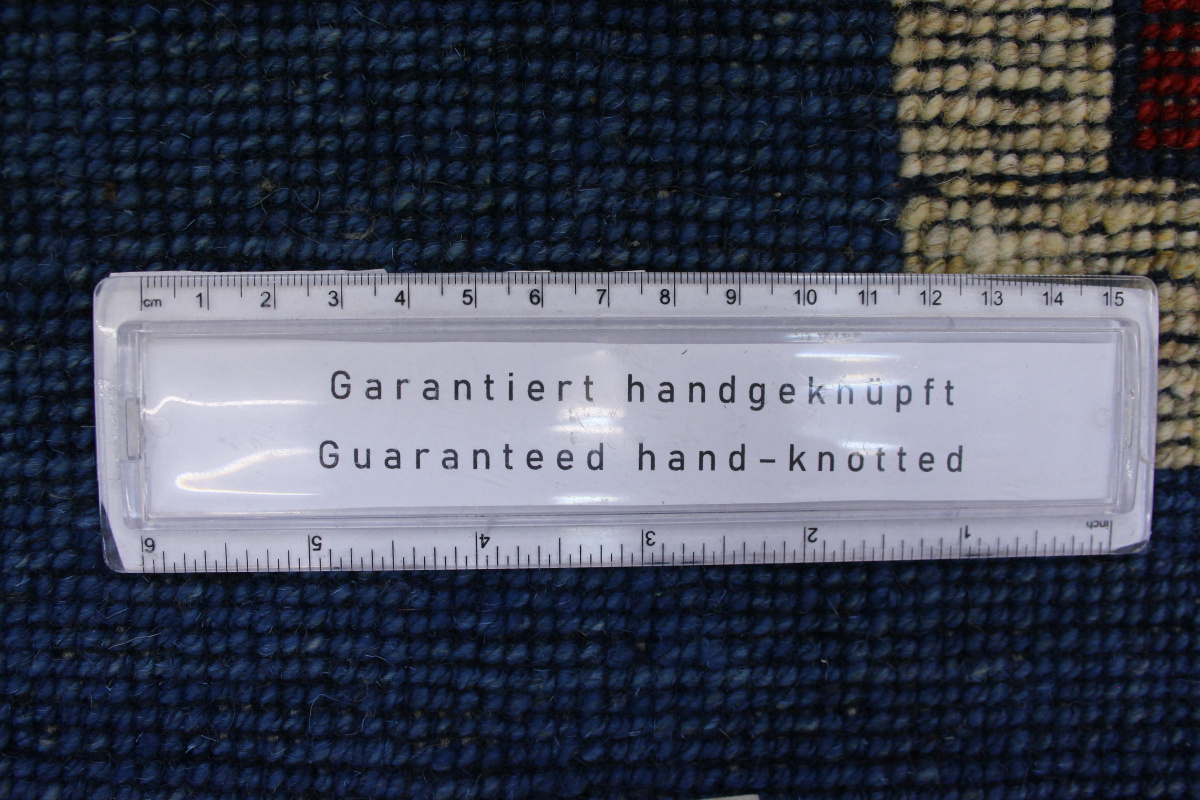 cm 1 2 3 4 5 6 7 8 9 10 11 12 13 14 15
Garantiert handgeknüpft
Guaranteed hand-knotted
6 5 4 3 2 1 inch